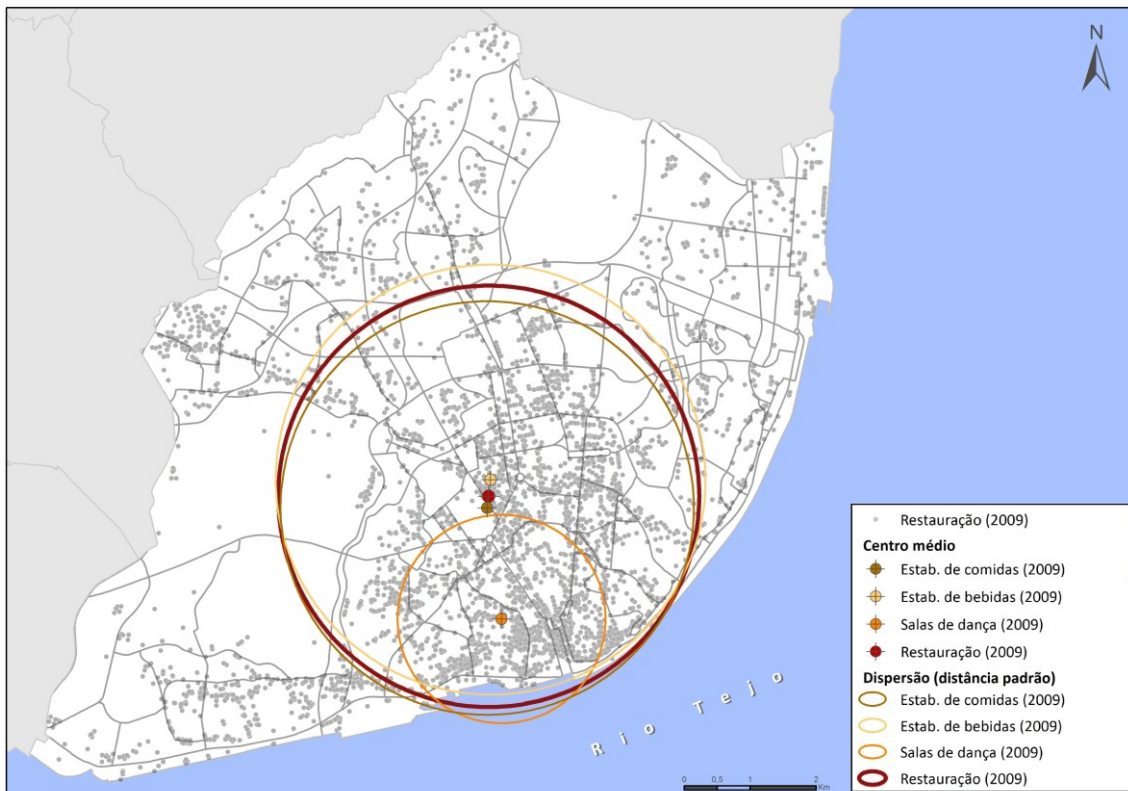 N
Rio Tejo
0 0,5 1 2
Km
Restauração (2009)
Centro médio
Estab. de comidas (2009)
Estab. de bebidas (2009)
Salas de dança (2009)
Restauração (2009)
Dispersão (distância padrão)
Estab. de comidas (2009)
Estab. de bebidas (2009)
Salas de dança (2009)
Restauração (2009)